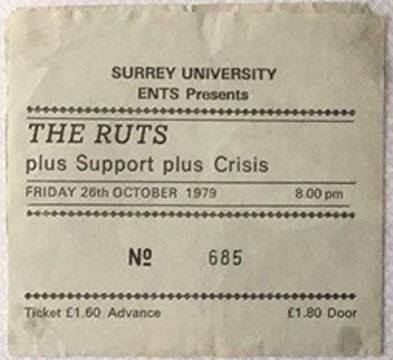 SURREY UNIVERSITY
ENTS Presents
THE RUTS
plus Support plus Crisis
FRIDAY 26th OCTOBER 1979 8.00 pm
Nº 685
Ticket £1.60 Advance £1.80 Door